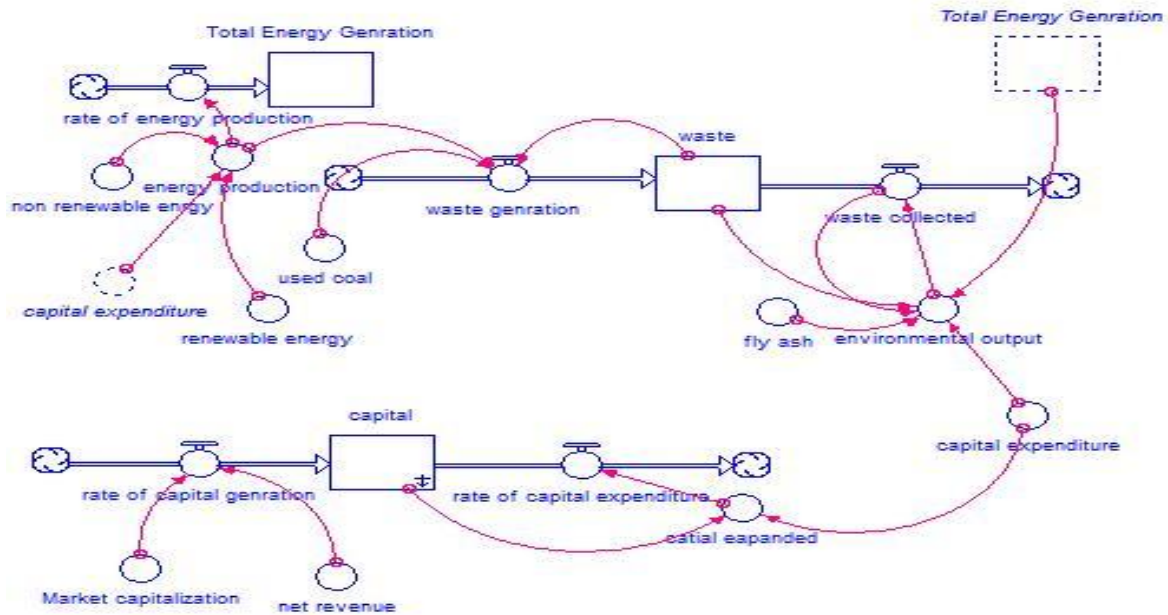 Total Energy Genration
Total Energy Genration
rate of energy production
waste
non renewable enrgy
energy production
waste genration
waste collected
used coal
capital expenditure
renewable energy
fly ash
environmental output
capital
capital expenditure
rate of capital genration
rate of capital expenditure
catial eapanded
Market capitalization
net revenue